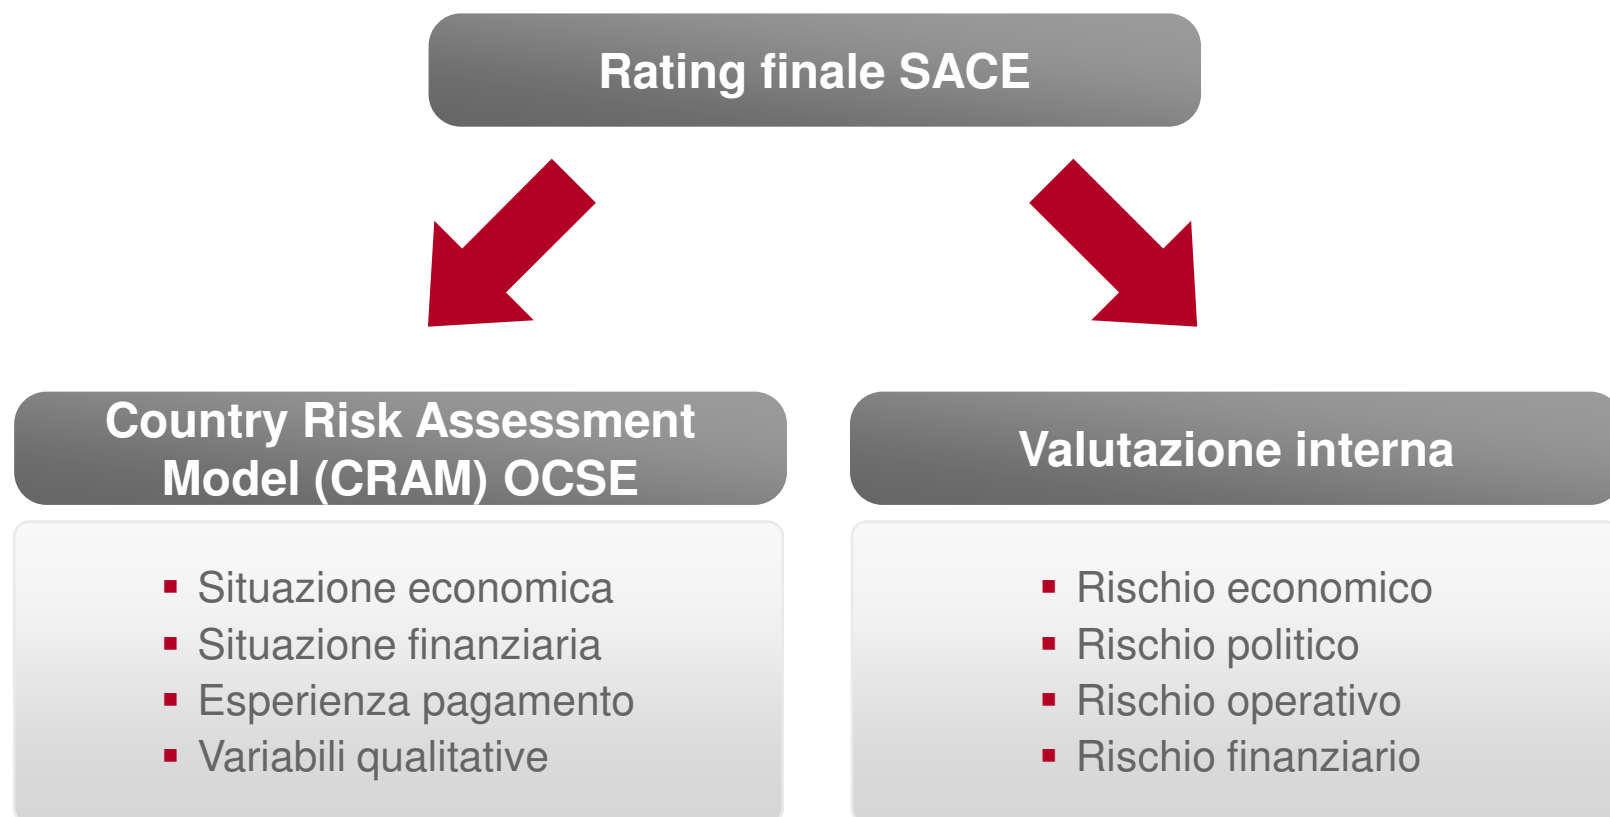 Rating finale SACE
Country Risk Assessment
Model (CRAM) OCSE
▪ Situazione economica
▪ Situazione finanziaria
▪ Esperienza pagamento
▪ Variabili qualitative
Valutazione interna
▪ Rischio economico
▪ Rischio politico
▪ Rischio operativo
▪ Rischio finanziario